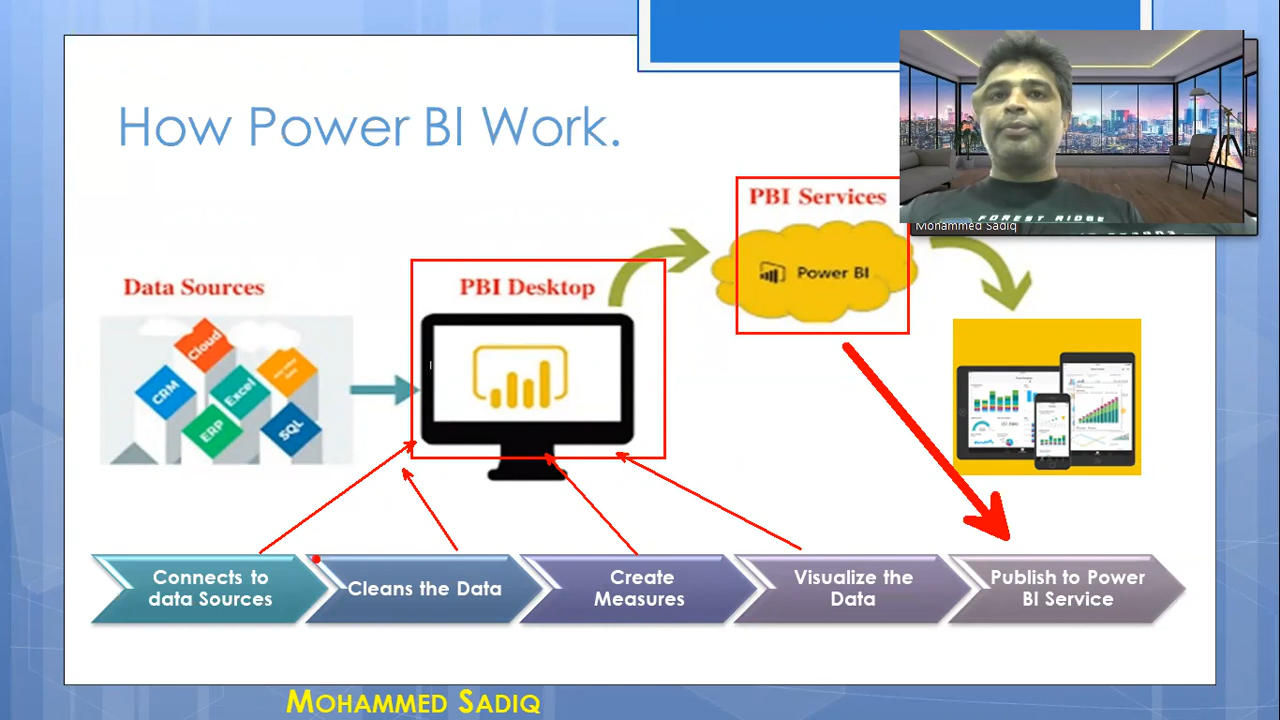 How Power BI Work.
PBI Services
Power BI
Mohammed Sadiq
FOREST RIDGE
Data Sources
PBI Desktop
Cloud
CRM
Excel
ERP
SQL
Connects to
data Sources
Cleans the Data
Create
Measures
Visualize the
Data
Publish to Power
BI Service
MOHAMMED SADIQ